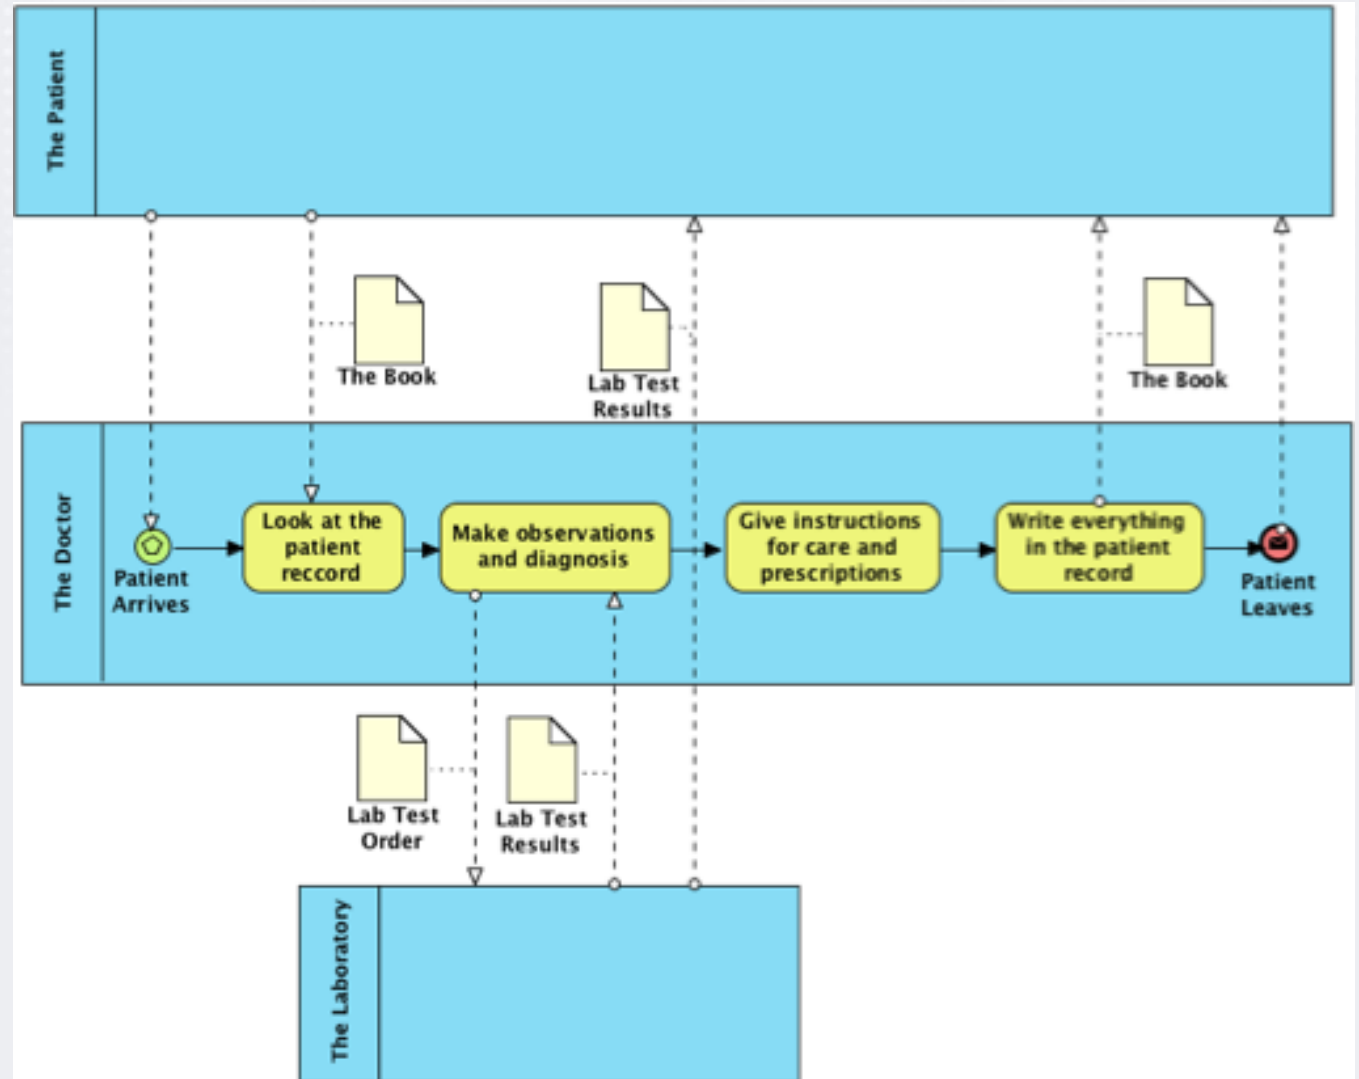 The Patient
The Book
Lab Test
Results
The Book
The Doctor
Patient
Arrives
Look at the
patient
reccord
Make observations
and diagnosis
Give instructions
for care and
prescriptions
Write everything
in the patient
record
Patient
Leaves
Lab Test
Order
Lab Test
Results
The Laboratory